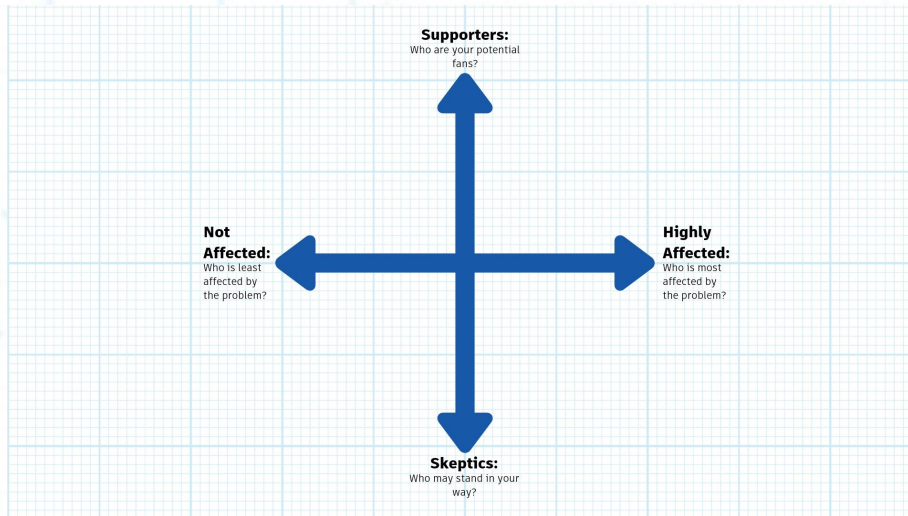 Supporters:
Who are your potential
fans?
Not
Affected:
Who is least
affected by
the problem?
Highly
Affected:
Who is most
affected by
the problem?
Skeptics:
Who may stand in your
way?